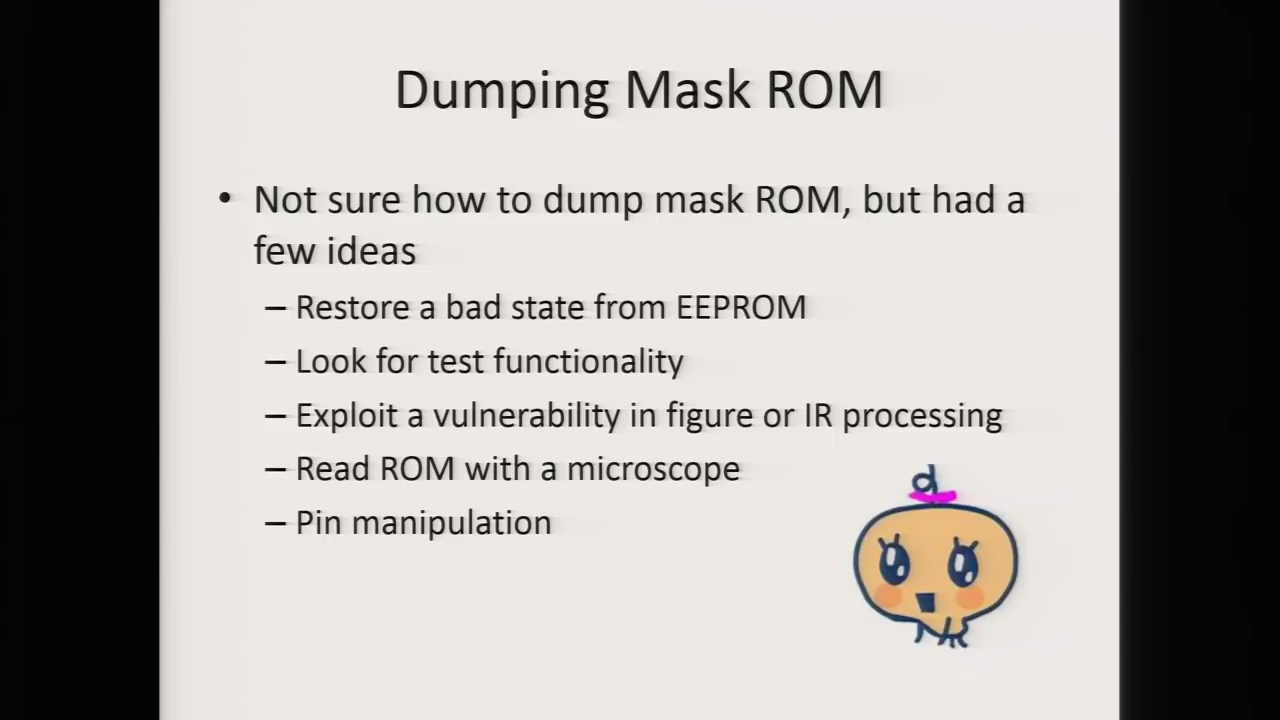 Dumping Mask ROM
• Not sure how to dump mask ROM, but had a
few ideas
– Restore a bad state from EEPROM
– Look for test functionality
– Exploit a vulnerability in figure or IR processing
– Read ROM with a microscope
– Pin manipulation